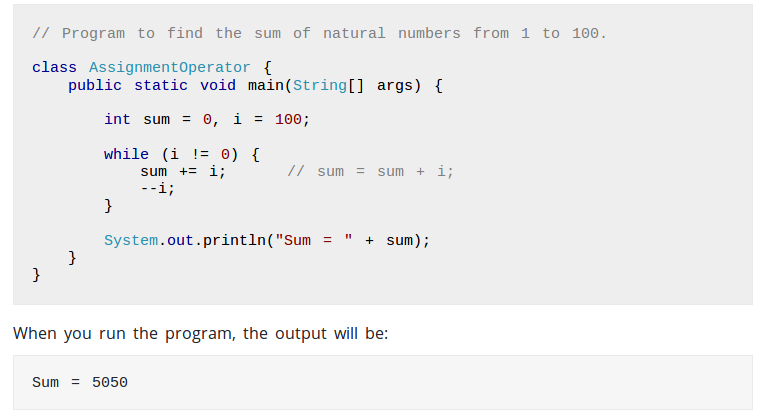 // Program to find the sum of natural numbers from 1 to 100.
class AssignmentOperator {
public static void main(String[] args) {
int sum = 0, i = 100;
while (i != 0) {
sum += i;       // sum = sum + i;
--i;
}
System.out.println("Sum = " + sum);
}
}
When you run the program, the output will be:
Sum = 5050